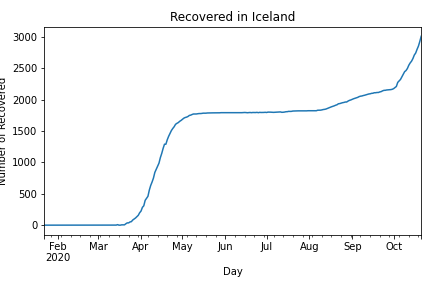 Recovered in Iceland
Number of Recovered
3000
2500
2000
1500
1000
500
0
Feb Mar Apr May Jun Jul Aug Sep Oct
2020
Day